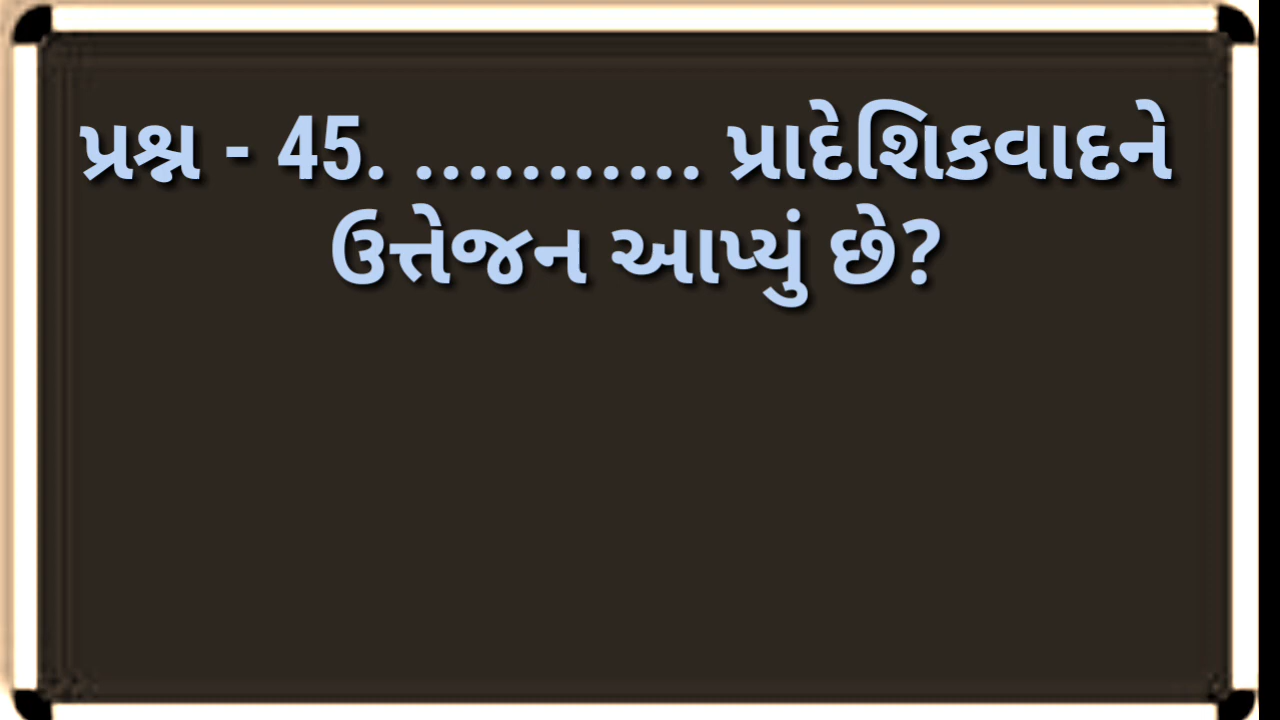 પ્રશ્ન - 45. ........... પ્રાદેશિકવાદને
ઉત્તેજન આપ્યું છે?